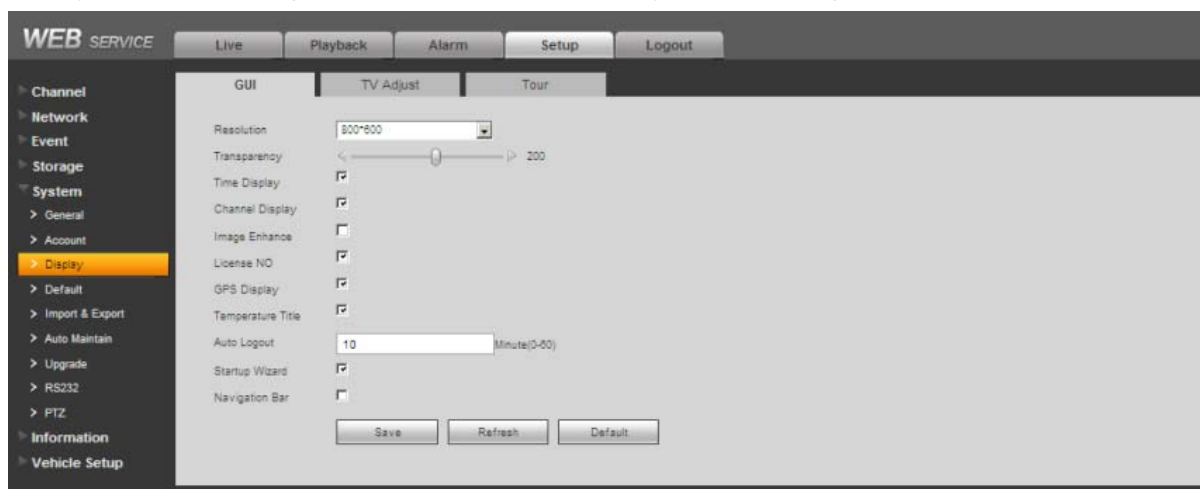 WEB SERVICE
Live Playback Alarm Setup Logout
GUI TV Adjust Tour
Channel
Network
Event
Storage
System
> General
> Account
> Display
> Default
> Import & Export
> Auto Maintain
> Upgrade
> RS232
> PTZ
Information
Vehicle Setup
Resolution 800*600
Transparency 200
Time Display
Channel Display
Image Enhance
License NO
GPS Display
Temperature Title
Auto Logout 10 Minute(0-60)
Startup Wizard
Navigation Bar
Save Refresh Default